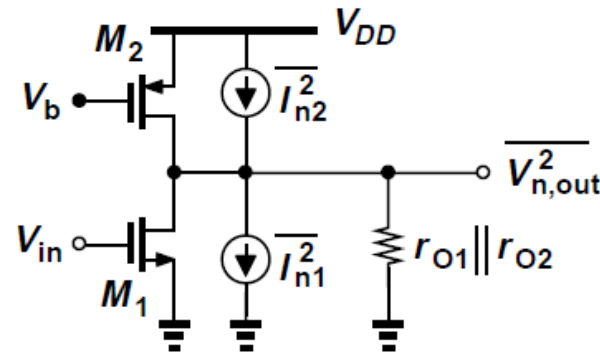 M2
VDD
I²n2
Vb
V²n,out
Vin
I²n1
rO1||rO2
M1